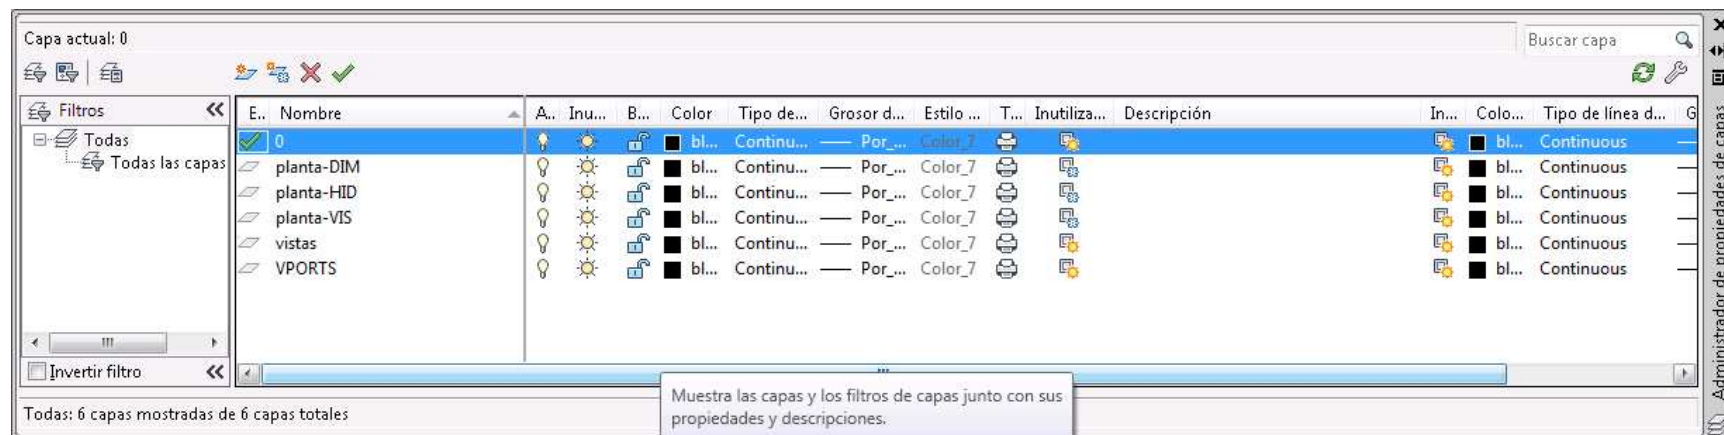 Capa actual: 0
Buscar capa
Filtros
E.. Nombre A.. Inu... B... Color Tipo de... Grosor d... Estilo ... T... Inutiliza... Descripción In... Colo... Tipo de línea d... G
Todas
Todas las capas
0 bl... Continu... Por_... Color_7 bl... Continuous
planta-DIM bl... Continu... Por_... Color_7 bl... Continuous
planta-HID bl... Continu... Por_... Color_7 bl... Continuous
planta-VIS bl... Continu... Por_... Color_7 bl... Continuous
vistas bl... Continu... Por_... Color_7 bl... Continuous
VPORTS bl... Continu... Por_... Color_7 bl... Continuous
Invertir filtro
Muestra las capas y los filtros de capas junto con sus
propiedades y descripciones.
Todas: 6 capas mostradas de 6 capas totales
Administrador de propiedades de capas